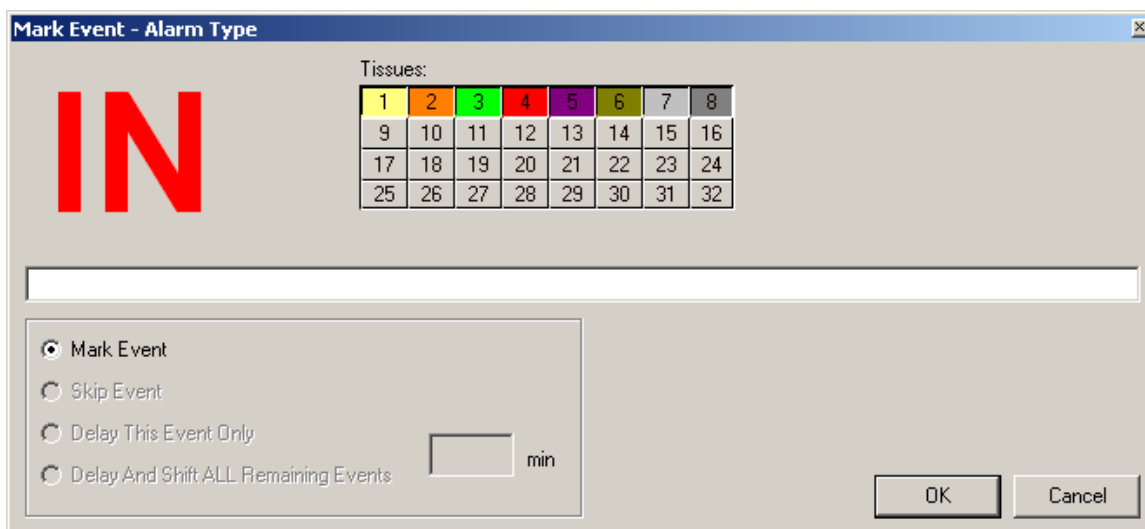 Mark Event - Alarm Type
IN
Tissues:
1 2 3 4 5 6 7 8
9 10 11 12 13 14 15 16
17 18 19 20 21 22 23 24
25 26 27 28 29 30 31 32
Mark Event
Skip Event
Delay This Event Only
min
Delay And Shift ALL Remaining Events
OK Cancel